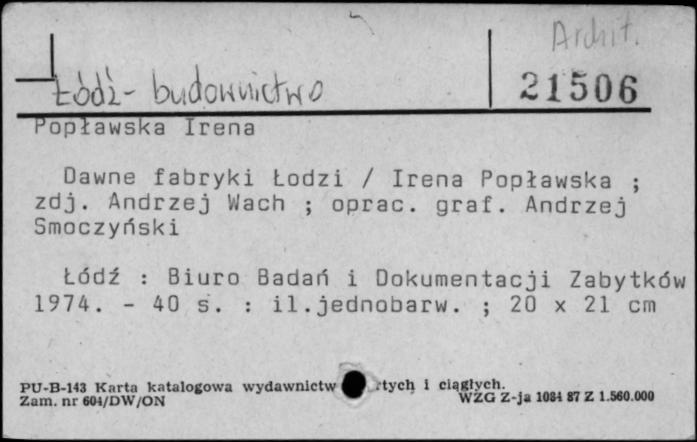 Archit.
Łódź - budownictwo
21506
Popławska Irena
Dawne fabryki Łodzi / Irena Popławska ;
zdj. Andrzej Wach ; oprac. graf. Andrzej
Smoczyński
Łódź : Biuro Badań i Dokumentacji Zabytków
1974. - 40 s. : il.jednobarw. ; 20 x 21 cm
PU-B-143 Karta katalogowa wydawnictw rtych i ciągłych.
Zam. nr 604/DW/ON
WZG Z-ja 1084 87 Z 1.560.000